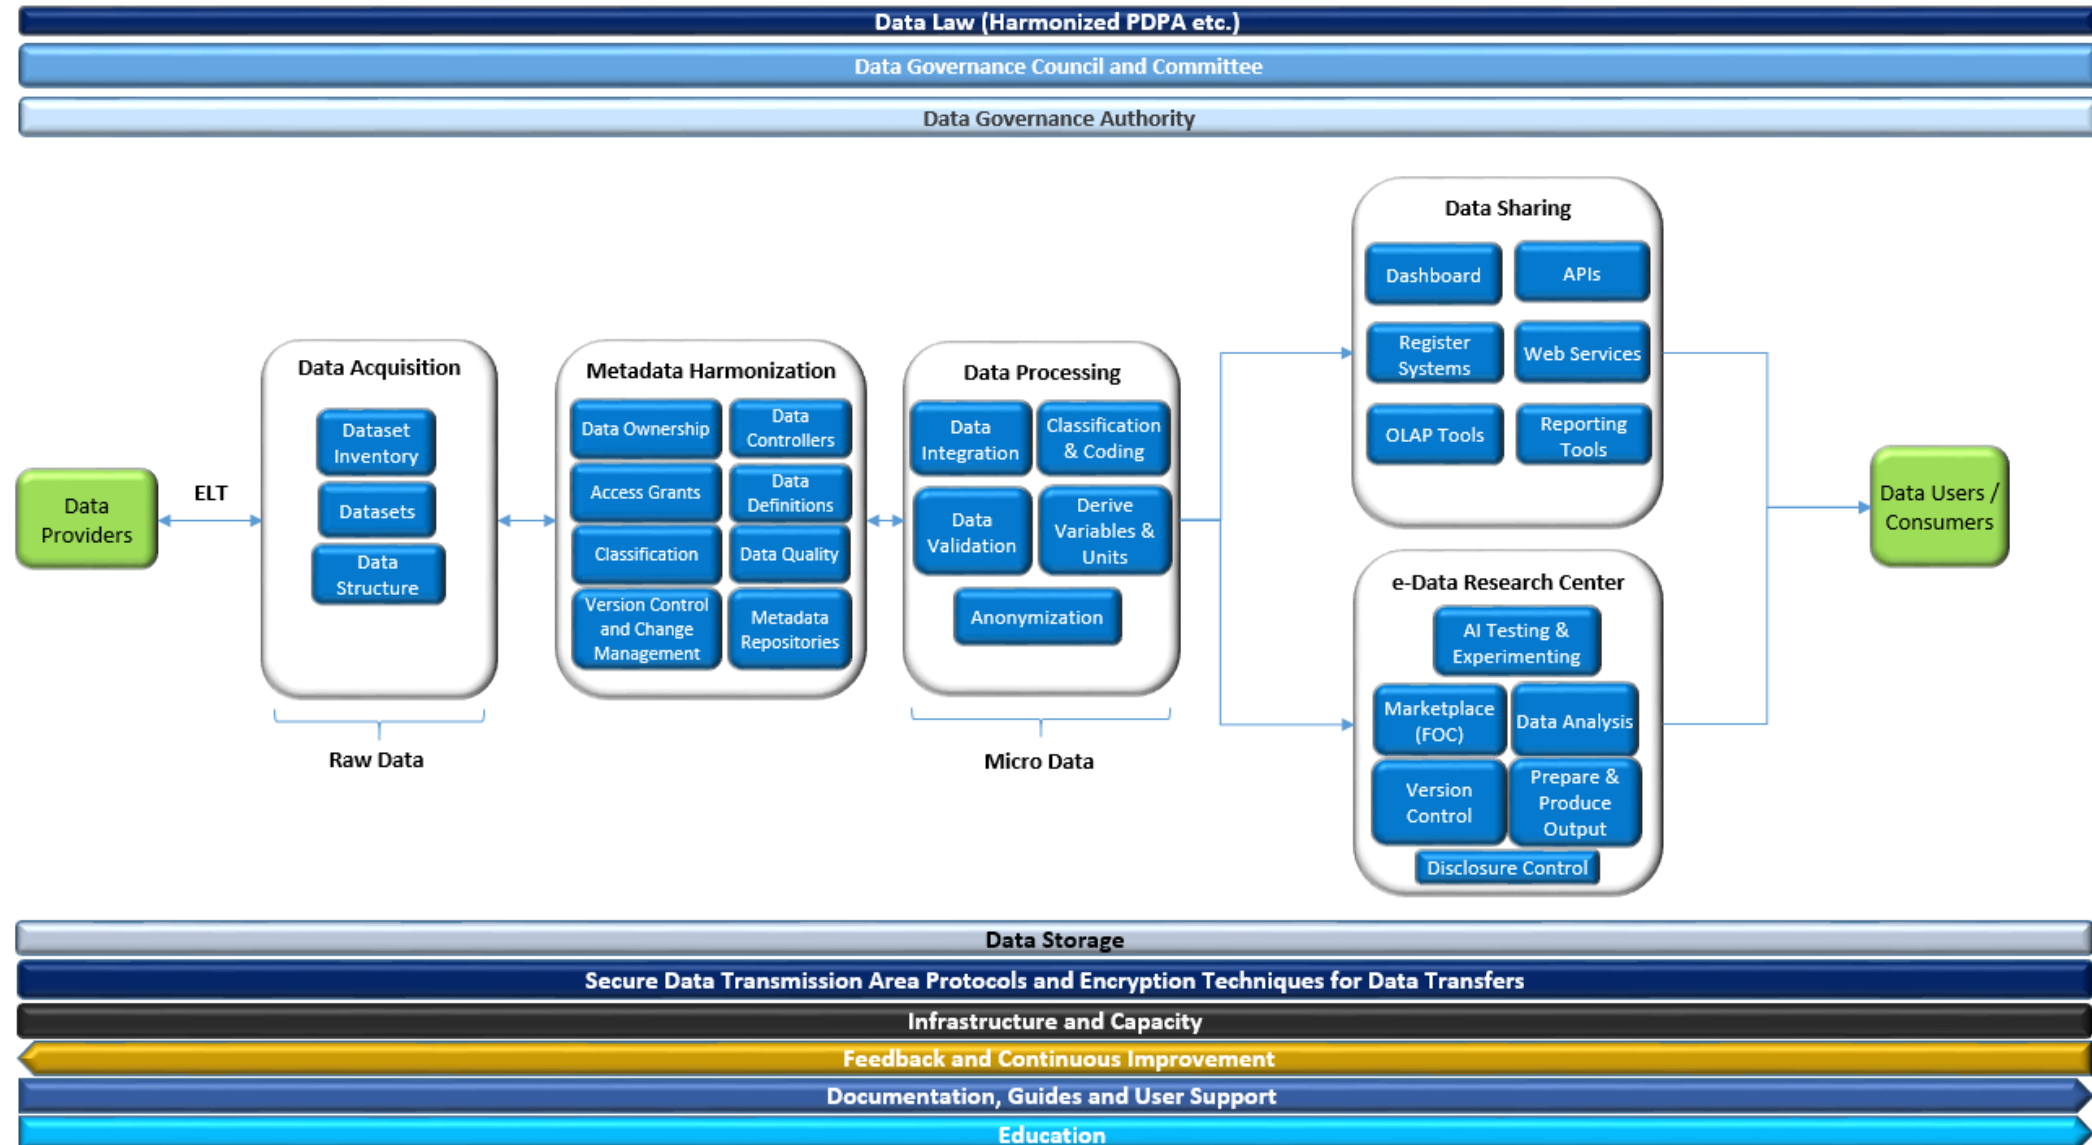 Data Law (Harmonized PDPA etc.)
Data Governance Council and Committee
Data Governance Authority
Data
Providers
ELT
Data Acquisition
Dataset
Inventory
Datasets
Data
Structure
Raw Data
Metadada Harmonization
Data Ownership
Data
Controllers
Access Grants
Data
Definitions
Classification
Data Quality
Version Control
and Change
Management
Metadata
Repositories
Data Processing
Data
Integration
Classification
& Coding
Data
Validation
Derive
Variables &
Units
Anonymization
Micro Data
Data Sharing
Dashboard
APIs
Register
Systems
Web Services
OLAP Tools
Reporting
Tools
e-Data Research Center
AI Testing &
Experimenting
Marketplace
(FOC)
Data Analysis
Version
Control
Prepare &
Produce
Output
Disclosure Control
Data Users /
Consumers
Data Storage
Secure Data Transmission Area Protocols and Encryption Techniques for Data Transfers
Infrastructure and Capacity
Feedback and Continuous Improvement
Documentation, Guides and User Support
Education